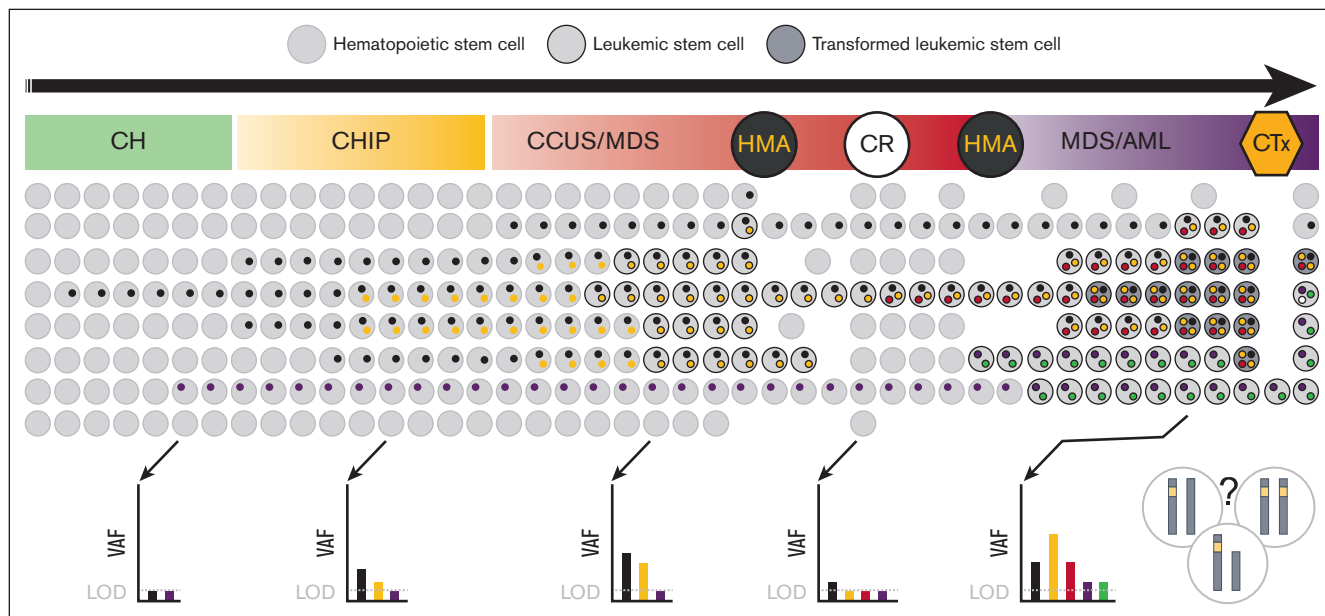 Hematopoietic stem cell Leukemic stem cell Transformed leukemic stem cell
CH CHIP CCUS/MDS HMA CR HMA MDS/AML CTx
?
VAF VAF VAF VAF VAF
LOD LOD LOD LOD LOD